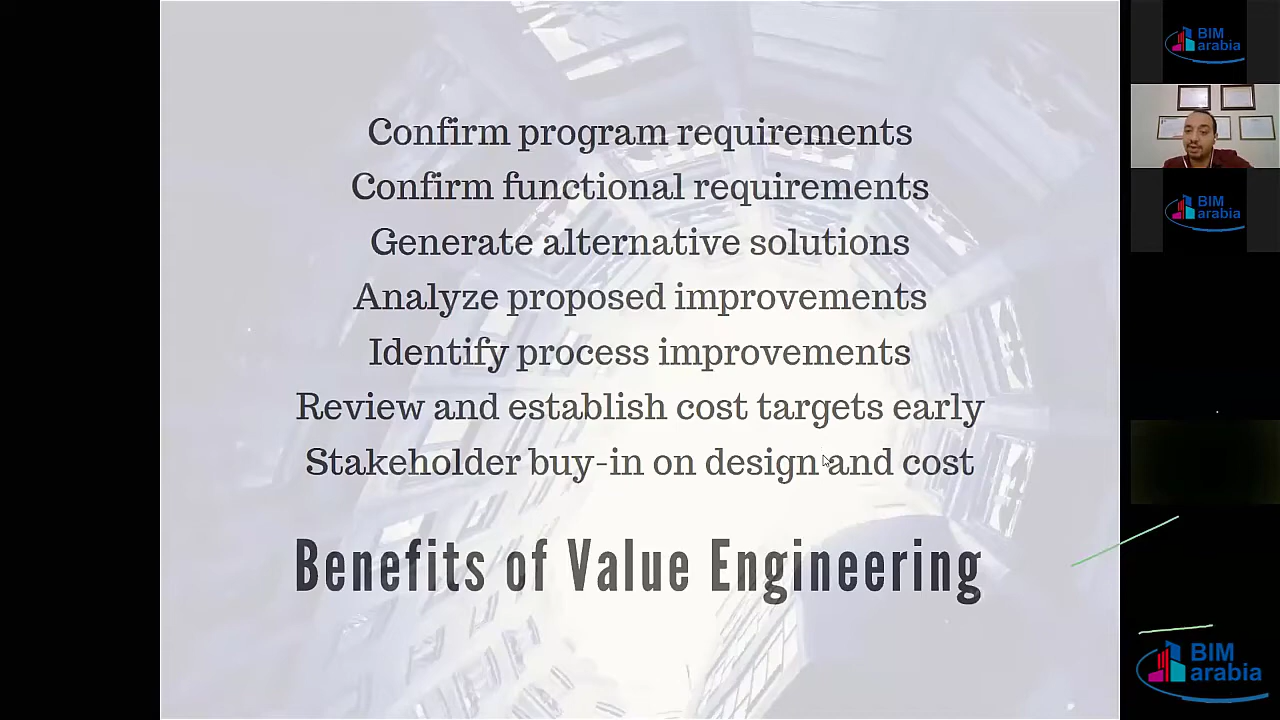 Confirm program requirements
Confirm functional requirements
Generate alternative solutions
Analyze proposed improvements
Identify process improvements
Review and establish cost targets early
Stakeholder buy-in on design and cost
Benefits of Value Engineering
BIM
arabia
BIM
arabia
BIM
arabia